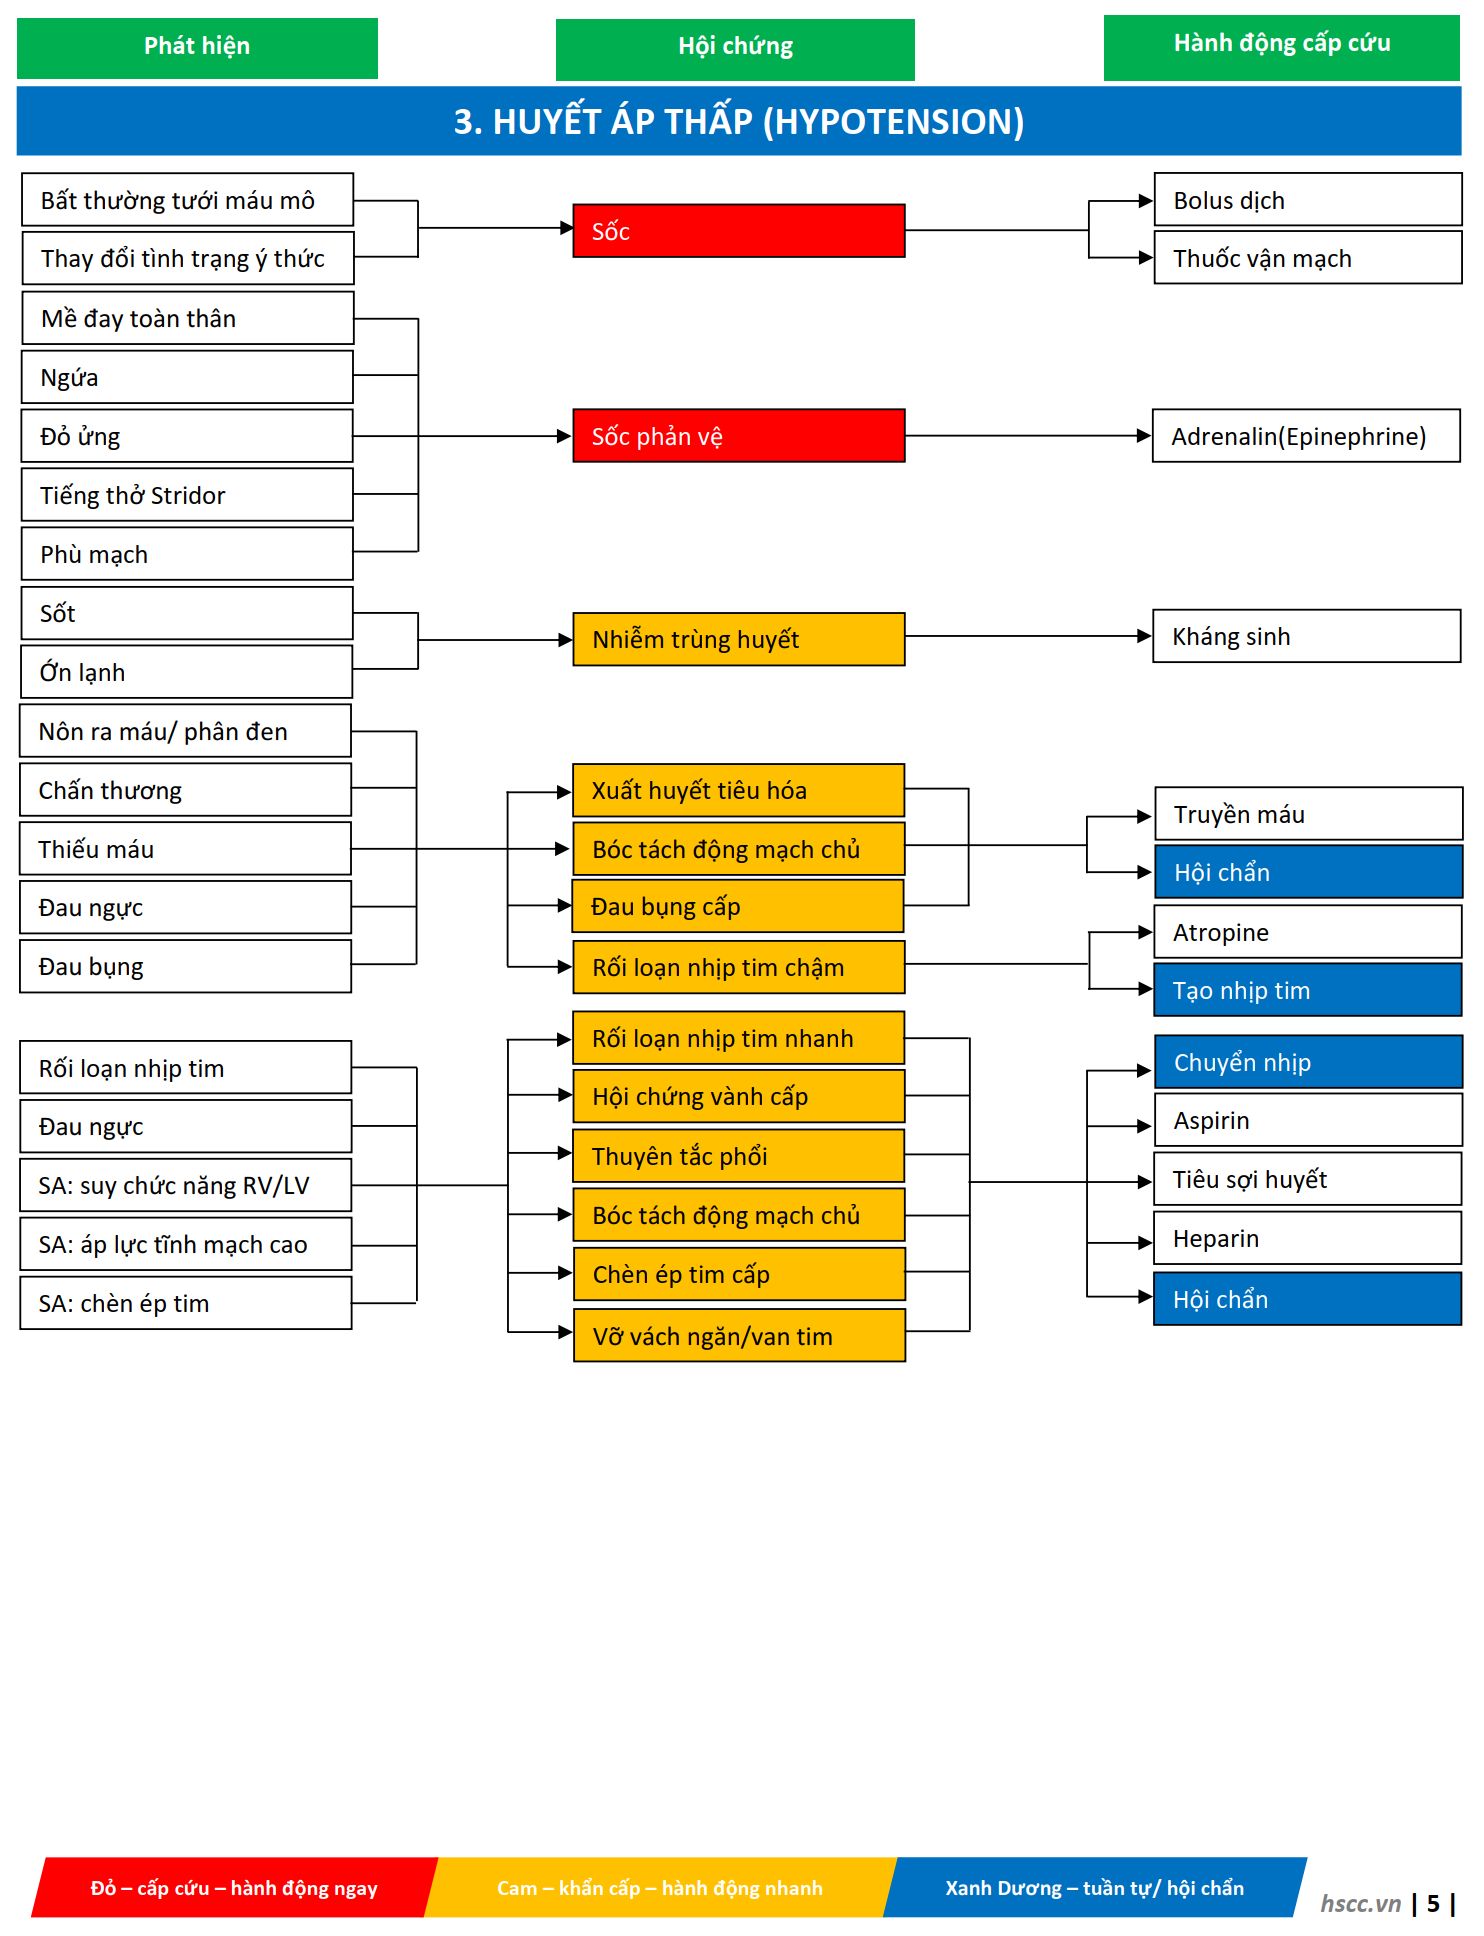 Phát hiện
Hội chứng
Hành động cấp cứu
3. HUYẾT ÁP THẤP (HYPOTENSION)
Bất thường tưới máu mô
Thay đổi tình trạng ý thức
Sốc
Bolus dịch
Thuốc vận mạch
Mề đay toàn thân
Ngứa
Đỏ ửng
Tiếng thở Stridor
Phù mạch
Sốc phản vệ
Adrenalin(Epinephrine)
Sốt
Ớn lạnh
Nhiễm trùng huyết
Kháng sinh
Nôn ra máu/ phân đen
Chấn thương
Thiếu máu
Đau ngực
Đau bụng
Xuất huyết tiêu hóa
Bóc tách động mạch chủ
Đau bụng cấp
Rối loạn nhịp tim chậm
Truyền máu
Hội chẩn
Atropine
Tạo nhịp tim
Rối loạn nhịp tim
Đau ngực
SA: suy chức năng RV/LV
SA: áp lực tĩnh mạch cao
SA: chèn ép tim
Rối loạn nhịp tim nhanh
Hội chứng vành cấp
Thuyên tắc phổi
Bóc tách động mạch chủ
Chèn ép tim cấp
Vỡ vách ngăn/van tim
Chuyển nhịp
Aspirin
Tiêu sợi huyết
Heparin
Hội chẩn
Đỏ – cấp cứu – hành động ngay
Cam – khẩn cấp – hành động nhanh
Xanh Dương – tuần tự/ hội chẩn
hscc.vn | 5 |